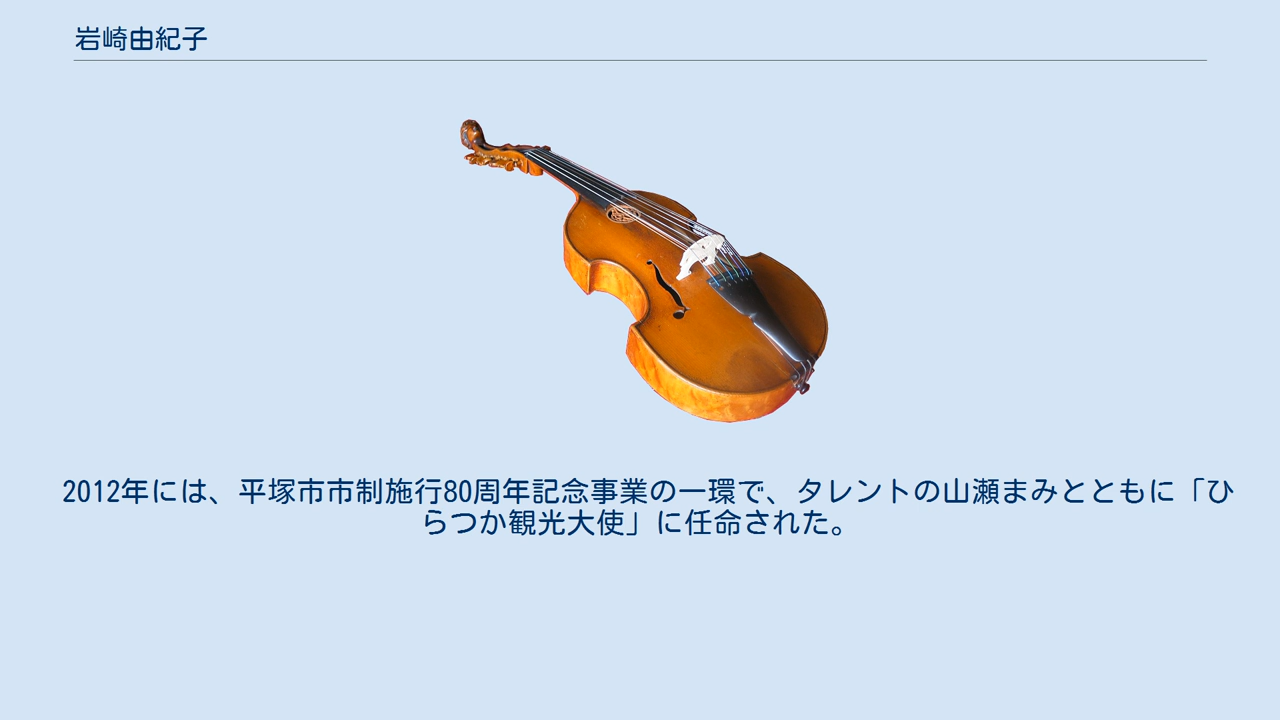 岩崎由紀子
2012年には、平塚市市制施行80周年記念事業の一環で、タレントの山瀬まみとともに「ひ
らつか観光大使」に任命された。